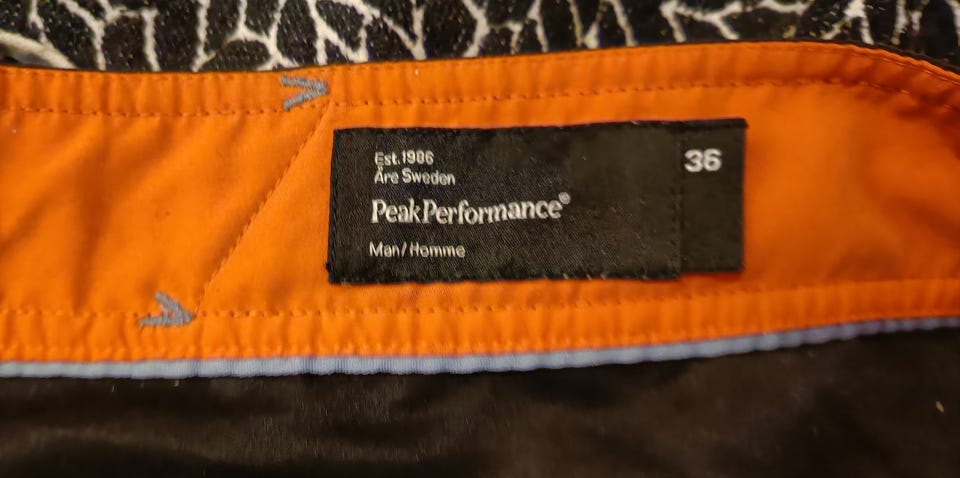 Est.1986
Åre Sweden
PeakPerformance®
Man/Homme
36